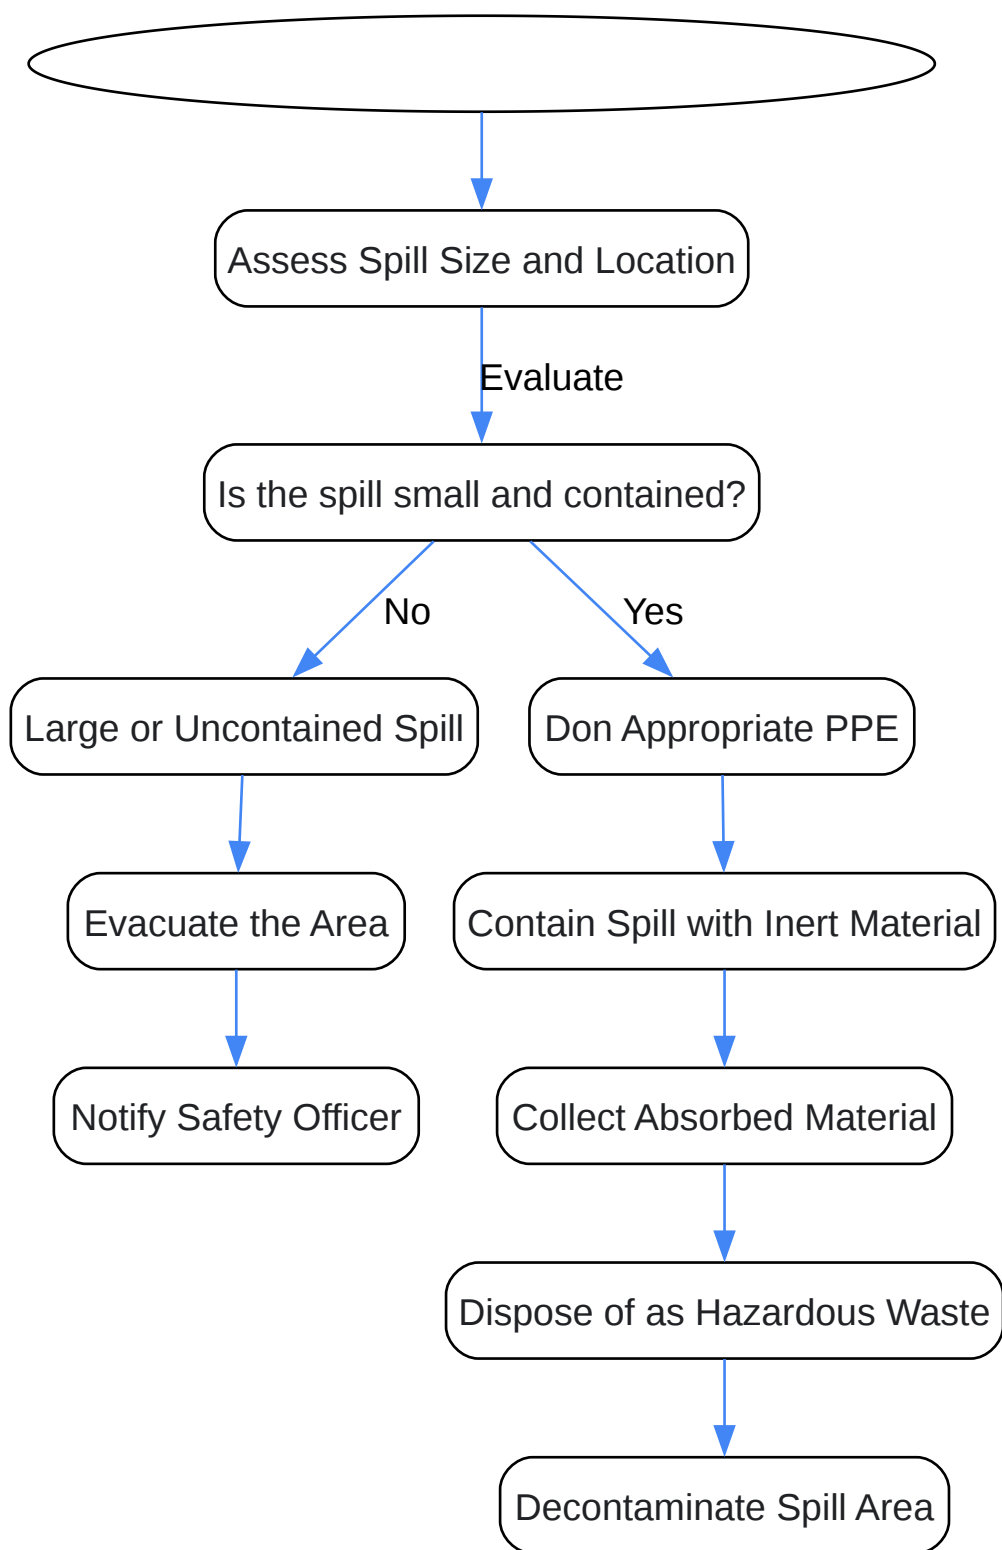 Assess Spill Size and Location
Evaluate
Is the spill small and contained?
No
Yes
Large or Uncontained Spill
Don Appropriate PPE
Evacuate the Area
Contain Spill with Inert Material
Notify Safety Officer
Collect Absorbed Material
Dispose of as Hazardous Waste
Decontaminate Spill Area